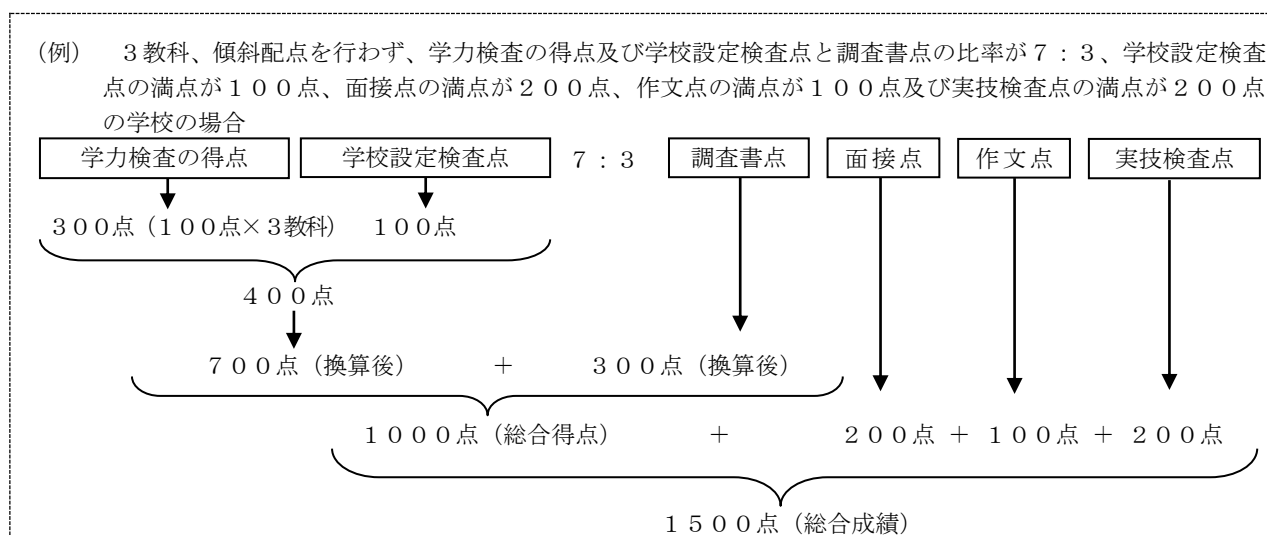 （例）　３教科、傾斜配点を行わず、学力検査の得点及び学校設定検査点と調査書点の比率が７：３、学校設定検査
点の満点が１００点、面接点の満点が２００点、作文点の満点が１００点及び実技検査点の満点が２００点
の学校の場合
学力検査の得点　学校設定検査点　７：３　調査書点　面接点　作文点　実技検査点
３００点（１００点×３教科）　１００点
４００点
７００点（換算後）　＋　３００点（換算後）
１０００点（総合得点）　＋　２００点 ＋ １００点 ＋ ２００点
１５００点（総合成績）